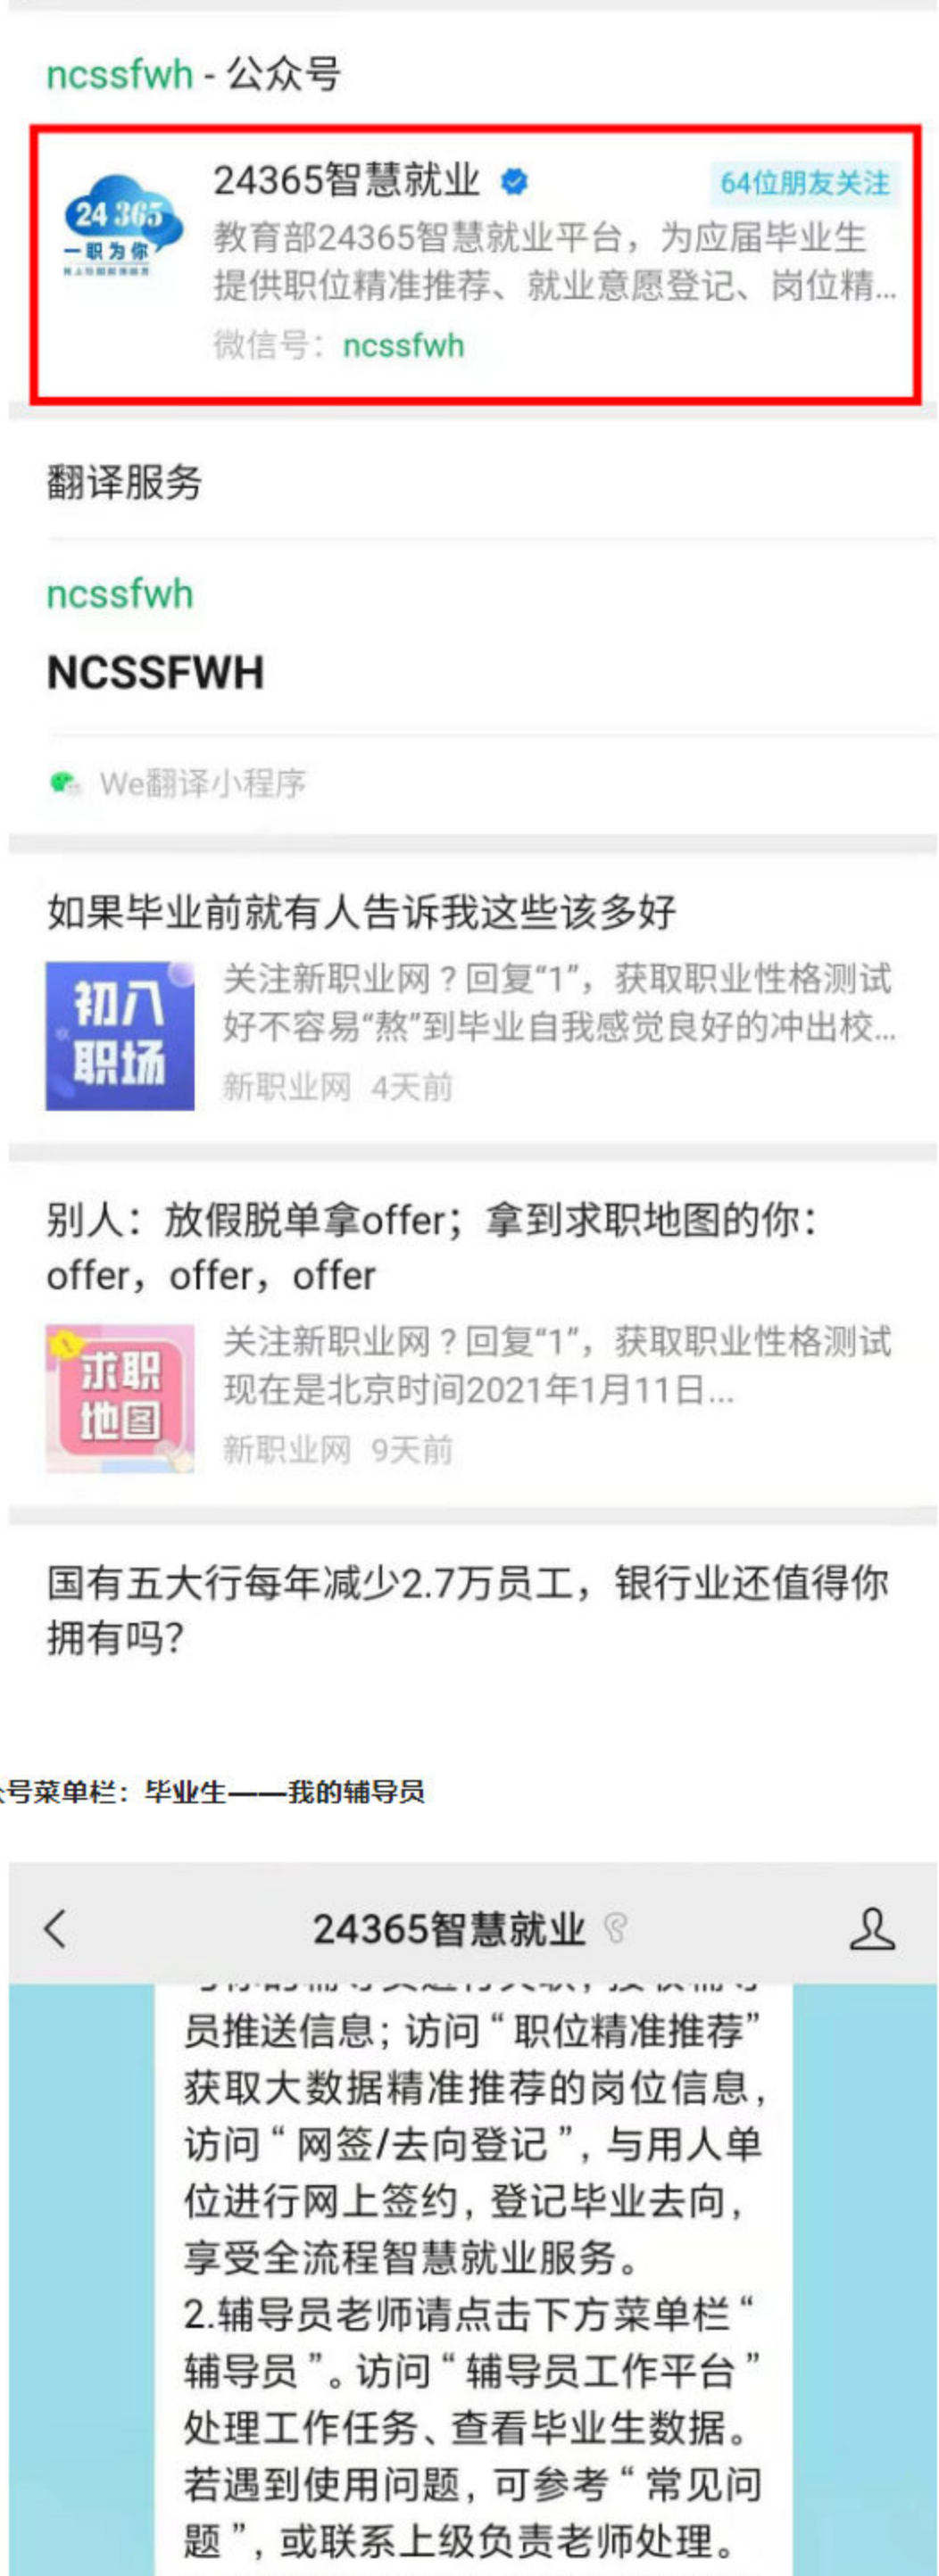 ncssfwh - 公众号
24365智慧就业
64位朋友关注
24 365
一职为你
教育部24365智慧就业平台，为应届毕业生
提供职位精准推荐、就业意愿登记、岗位精...
微信号：ncssfwh
翻译服务
ncssfwh
NCSSFWH
We翻译小程序
如果毕业前就有人告诉我这些该多好
初入
职场
关注新职业网？回复“1”，获取职业性格测试
好不容易“熬”到毕业自我感觉良好的冲出校...
新职业网 4天前
别人：放假脱单拿offer；拿到求职地图的你：
offer，offer，offer
求职
地图
关注新职业网？回复“1”，获取职业性格测试
现在是北京时间2021年1月11日...
新职业网 9天前
国有五大行每年减少2.7万员工，银行业还值得你
拥有吗？
号菜单栏：毕业生——我的辅导员
24365智慧就业
员推送信息；访问“职位精准推荐”
获取大数据精准推荐的岗位信息，
访问“网签/去向登记”，与用人单
位进行网上签约，登记毕业去向，
享受全流程智慧就业服务。
2.辅导员老师请点击下方菜单栏“
辅导员”。访问“辅导员工作平台”
处理工作任务、查看毕业生数据。
若遇到使用问题，可参考“常见问
题”，或联系上级负责老师处理。